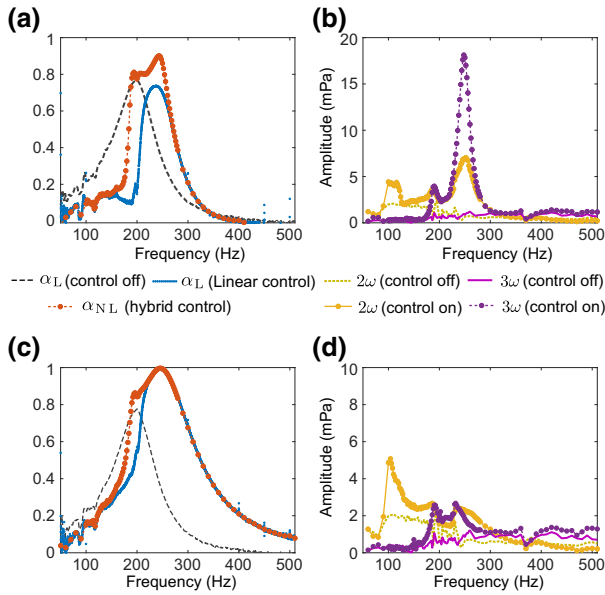 (a)
(b)
1
0.8
0.6
0.4
0.2
0
100 200 300 400 500
Frequency (Hz)
Amplitude (mPa)
20
15
10
5
0
100 200 300 400 500
Frequency (Hz)
α_L (control off)
α_L (Linear control)
2ω (control off)
3ω (control off)
α_NL (hybrid control)
2ω (control on)
3ω (control on)
(c)
(d)
1
0.8
0.6
0.4
0.2
0
100 200 300 400 500
Frequency (Hz)
Amplitude (mPa)
10
8
6
4
2
0
100 200 300 400 500
Frequency (Hz)